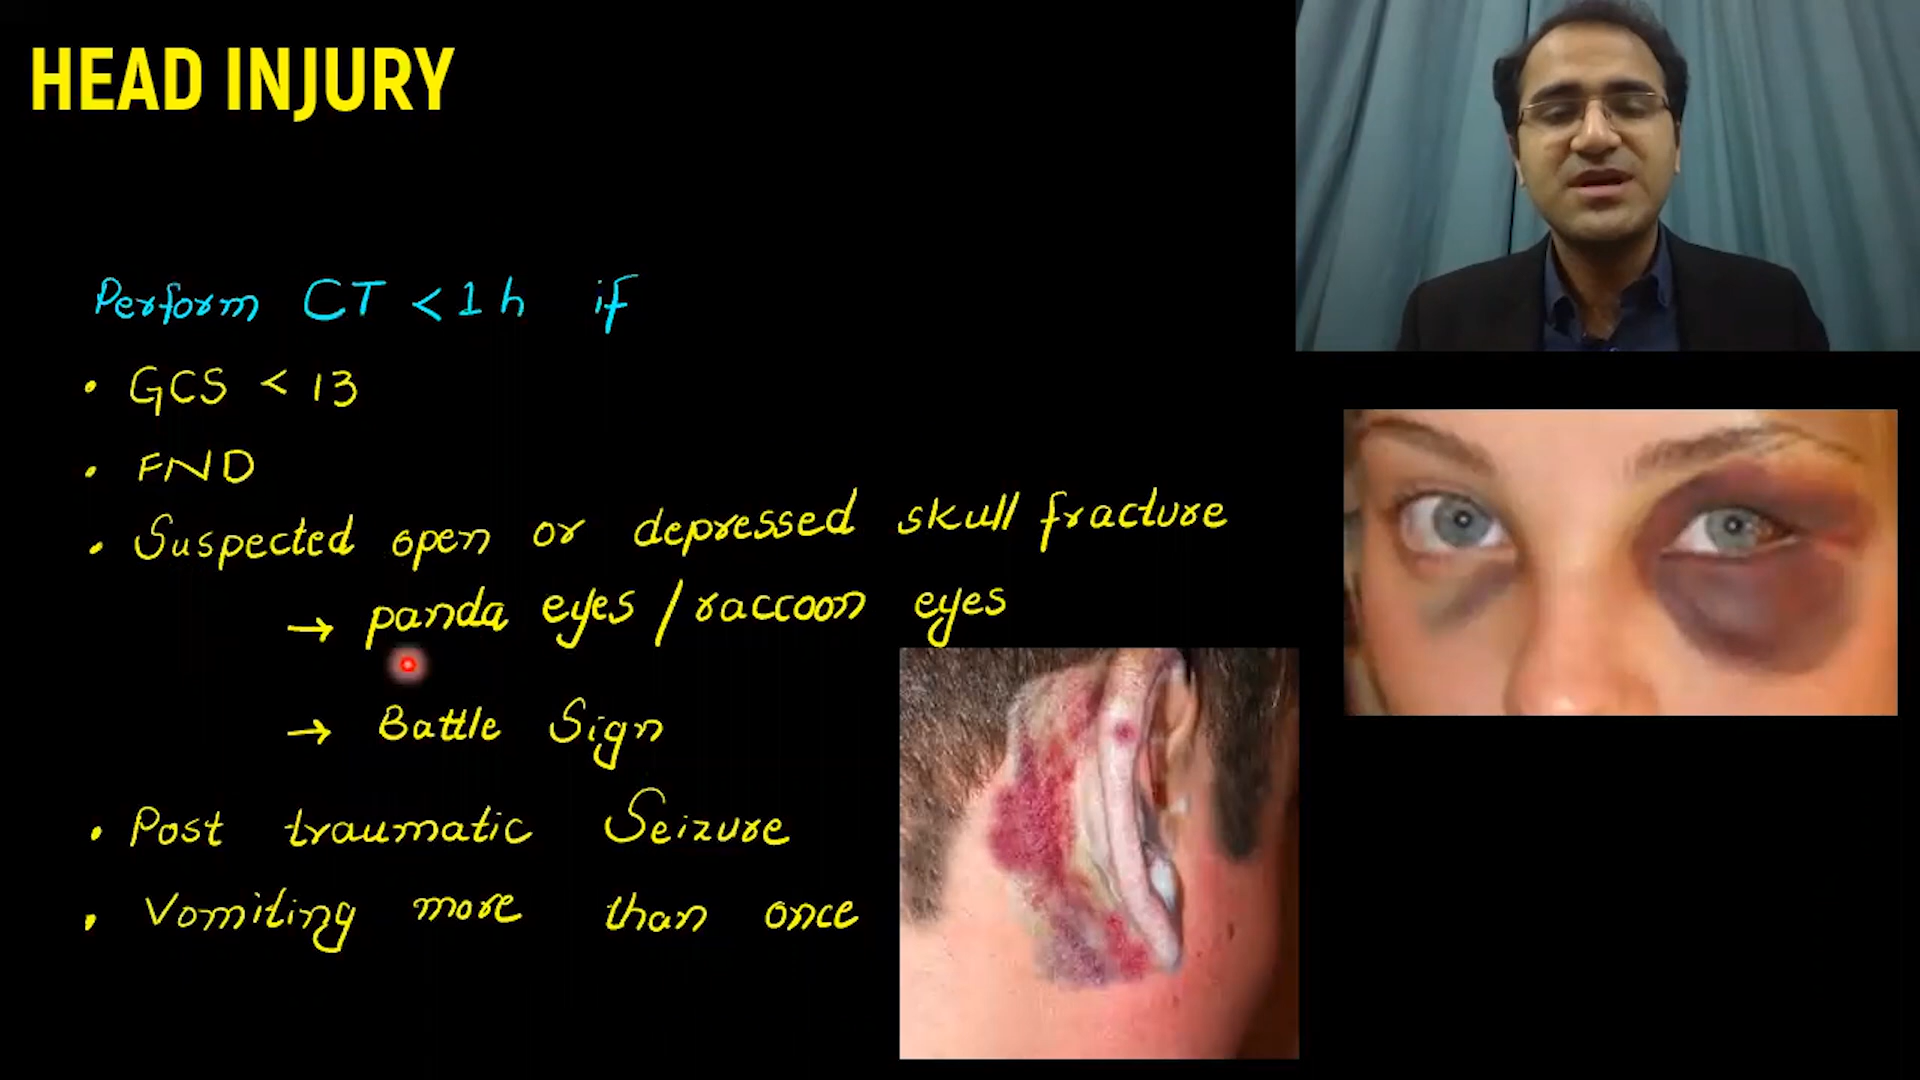 HEAD INJURY
Perform CT < 1 h if
• GCS < 13
• FND
• Suspected open or depressed skull fracture
→ panda eyes / raccoon eyes
→ Battle Sign
• Post traumatic Seizure
• Vomiting more than once